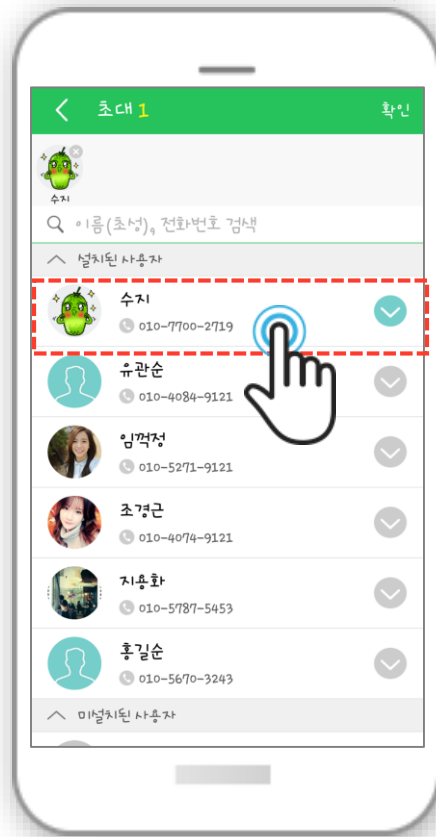 초대 1
확인
수지
이름(초성), 전화번호 검색
설치된 사용자
수지
010-7700-2719
유관순
010-4084-9121
임꺽정
010-5271-9121
조경근
010-4074-9121
지용화
010-5787-5453
홍길순
010-5670-3243
미설치된 사용자